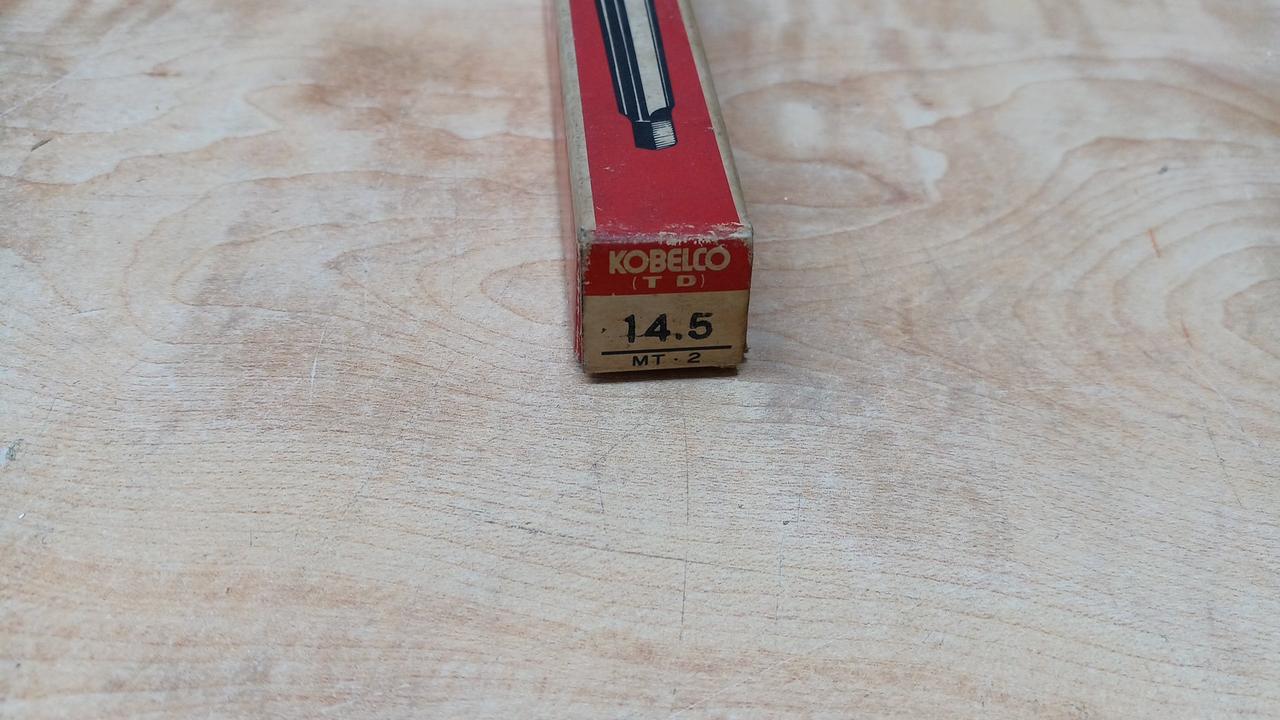 KOBELCO
(T D)
14.5
MT · 2